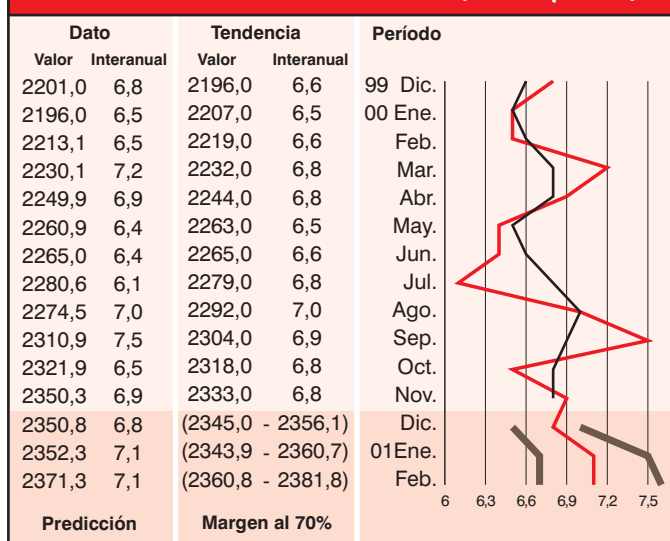 Dato Tendencia Período
Valor Interanual Valor Interanual
2201,0 6,8 2196,0 6,6 99 Dic.
2196,0 6,5 2207,0 6,5 00 Ene.
2213,1 6,5 2219,0 6,6 Feb.
2230,1 7,2 2232,0 6,8 Mar.
2249,9 6,9 2244,0 6,8 Abr.
2260,9 6,4 2263,0 6,5 May.
2265,0 6,4 2265,0 6,6 Jun.
2280,6 6,1 2279,0 6,8 Jul.
2274,5 7,0 2292,0 7,0 Ago.
2310,9 7,5 2304,0 6,9 Sep.
2321,9 6,5 2318,0 6,8 Oct.
2350,3 6,9 2333,0 6,8 Nov.
2350,8 6,8 (2345,0 - 2356,1) Dic.
2352,3 7,1 (2343,9 - 2360,7) 01Ene.
2371,3 7,1 (2360,8 - 2381,8) Feb.
6 6,3 6,6 6,9 7,2 7,5
Predicción Margen al 70%